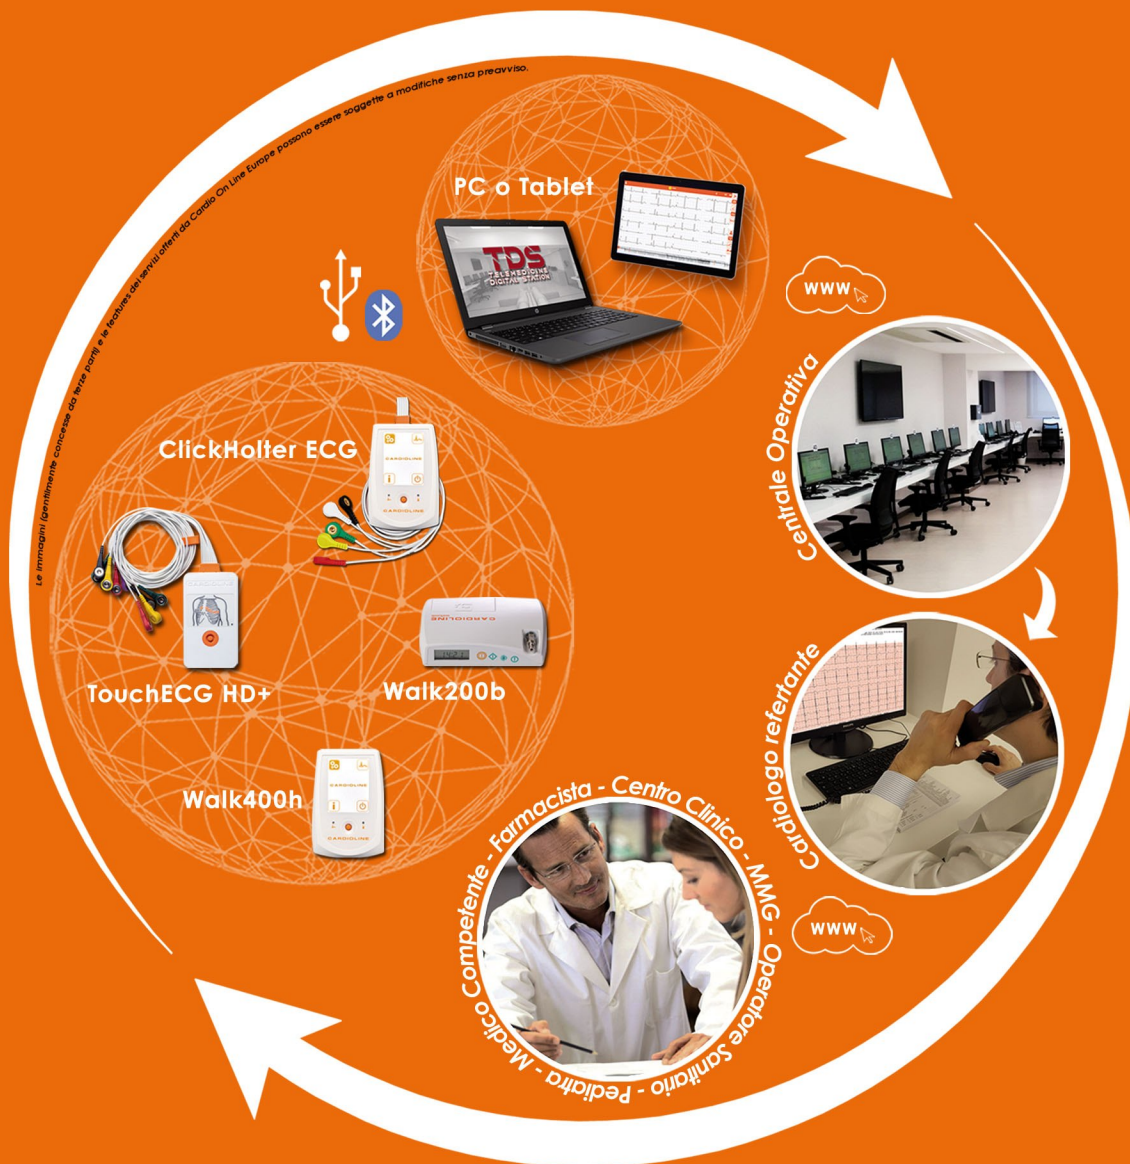 Le immagini (gentilmente concesse da terze parti) e le features dei servizi offerti da Cardio On Line Europe possono essere soggette a modifiche senza preavviso.
PC o Tablet
TDS
TELEMEDICINE
DIGITAL STATION
www
Centrale Operativa
ClickHolter ECG
CARDIOLINE
CARDIOLINE
TouchECG HD+
CARDIOLINE
Walk200b
Cardiologo refertante
Walk400h
CARDIOLINE
CARDIOLINE
www
Medico Competente - Farmacista - Centro Clinico - MMG - Operatore Sanitario - Pediatra -